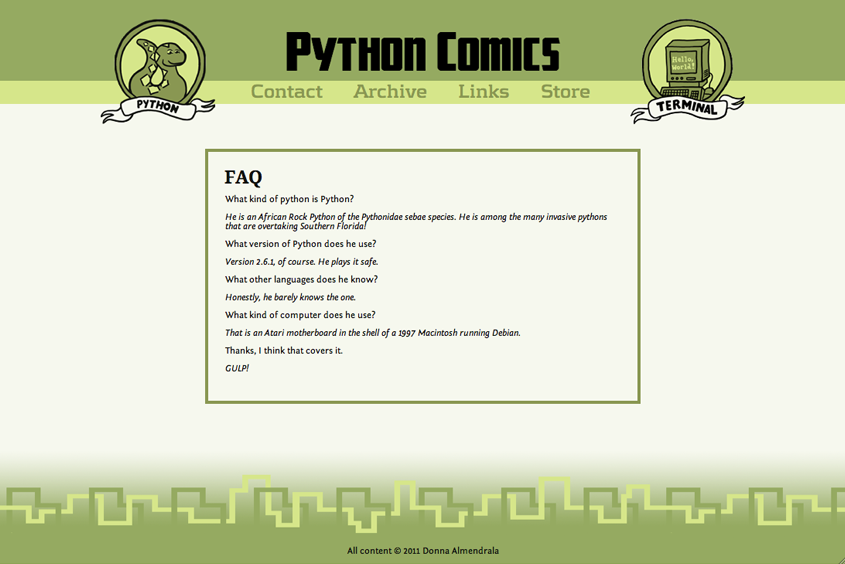 Python Comics
PYTHON
Hello, World!
TERMINAL
Contact Archive Links Store
FAQ
What kind of python is Python?
He is an African Rock Python of the Pythonidae sebae species. He is among the many invasive pythons
that are overtaking Southern Florida!
What version of Python does he use?
Version 2.6.1, of course. He plays it safe.
What other languages does he know?
Honestly, he barely knows the one.
What kind of computer does he use?
That is an Atari motherboard in the shell of a 1997 Macintosh running Debian.
Thanks, I think that covers it.
GULP!
All content © 2011 Donna Almendrala